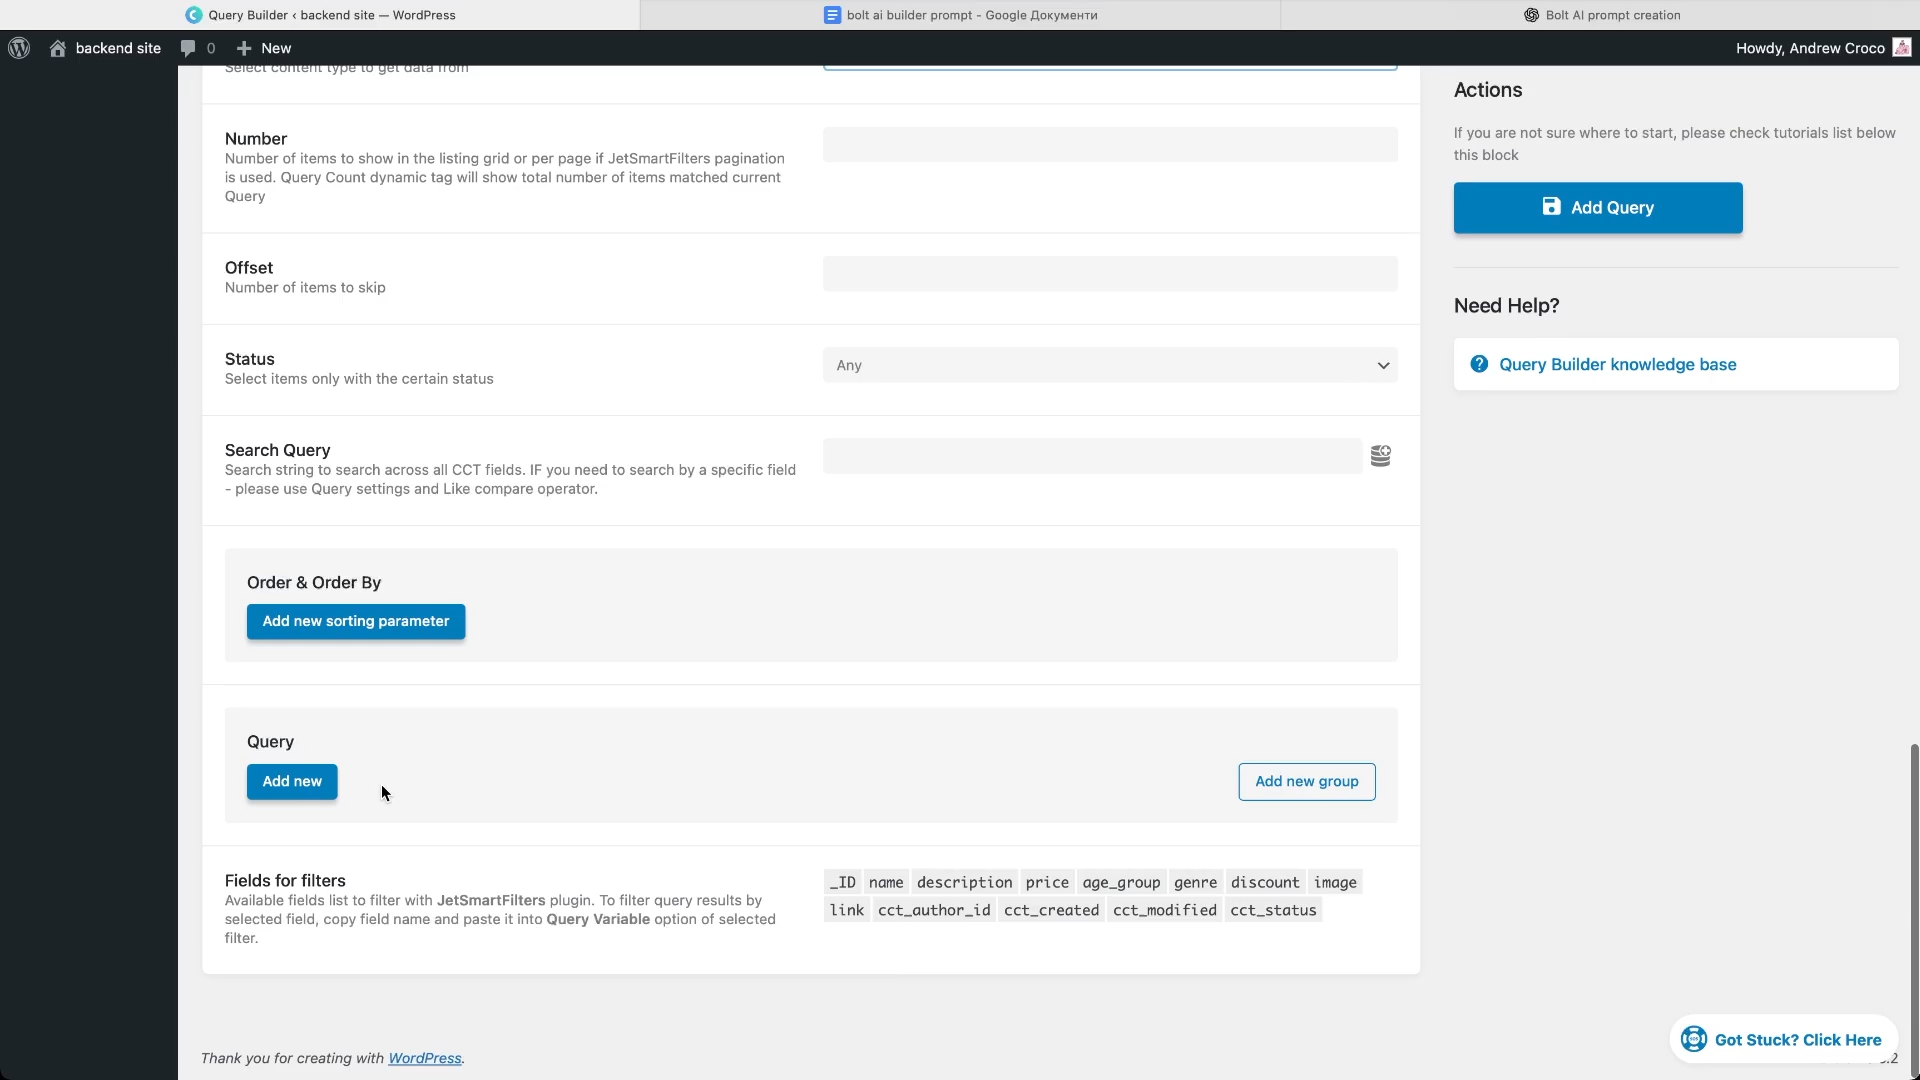 Query Builder ‹ backend site — WordPress
bolt ai builder prompt - Google Документи
Bolt AI prompt creation
backend site
0
New
Howdy, Andrew Croco
Select content type to get data from
Number
Number of items to show in the listing grid or per page if JetSmartFilters pagination
is used. Query Count dynamic tag will show total number of items matched current
Query
Offset
Number of items to skip
Status
Select items only with the certain status
Any
Search Query
Search string to search across all CCT fields. IF you need to search by a specific field
- please use Query settings and Like compare operator.
Order & Order By
Add new sorting parameter
Query
Add new
Add new group
Fields for filters
Available fields list to filter with JetSmartFilters plugin. To filter query results by
selected field, copy field name and paste it into Query Variable option of selected
filter.
_ID name description price age_group genre discount image
link cct_author_id cct_created cct_modified cct_status
Actions
If you are not sure where to start, please check tutorials list below
this block
Add Query
Need Help?
Query Builder knowledge base
Thank you for creating with WordPress.
Got Stuck? Click Here